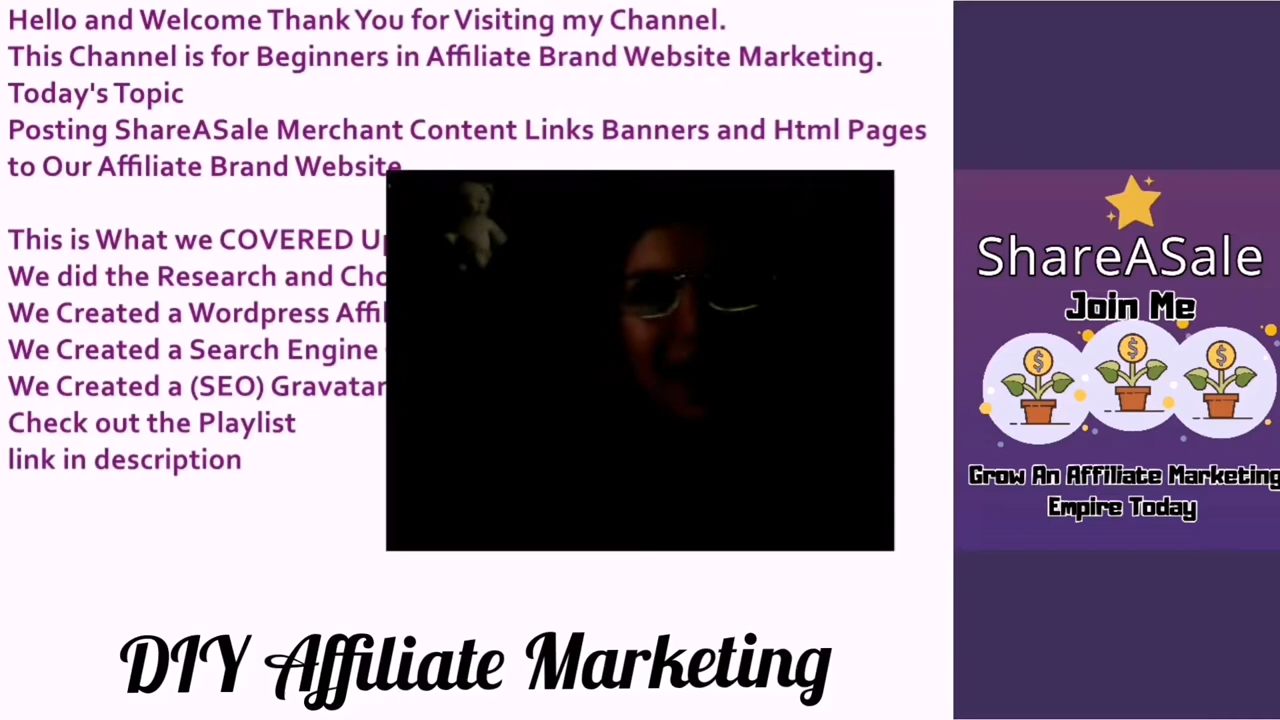 Hello and Welcome Thank You for Visiting my Channel.
This Channel is for Beginners in Affiliate Brand Website Marketing.
Today's Topic
Posting ShareASale Merchant Content Links Banners and Html Pages
to Our Affiliate Brand Website
This is What we COVERED
We did the Research and
We Created a Wordpress
We Created a Search Engine
We Created a (SEO) Gravatar
Check out the Playlist
link in description
ShareASale
Join Me
$ $ $
Grow An Affiliate Marketing
Empire Today
DIY Affiliate Marketing